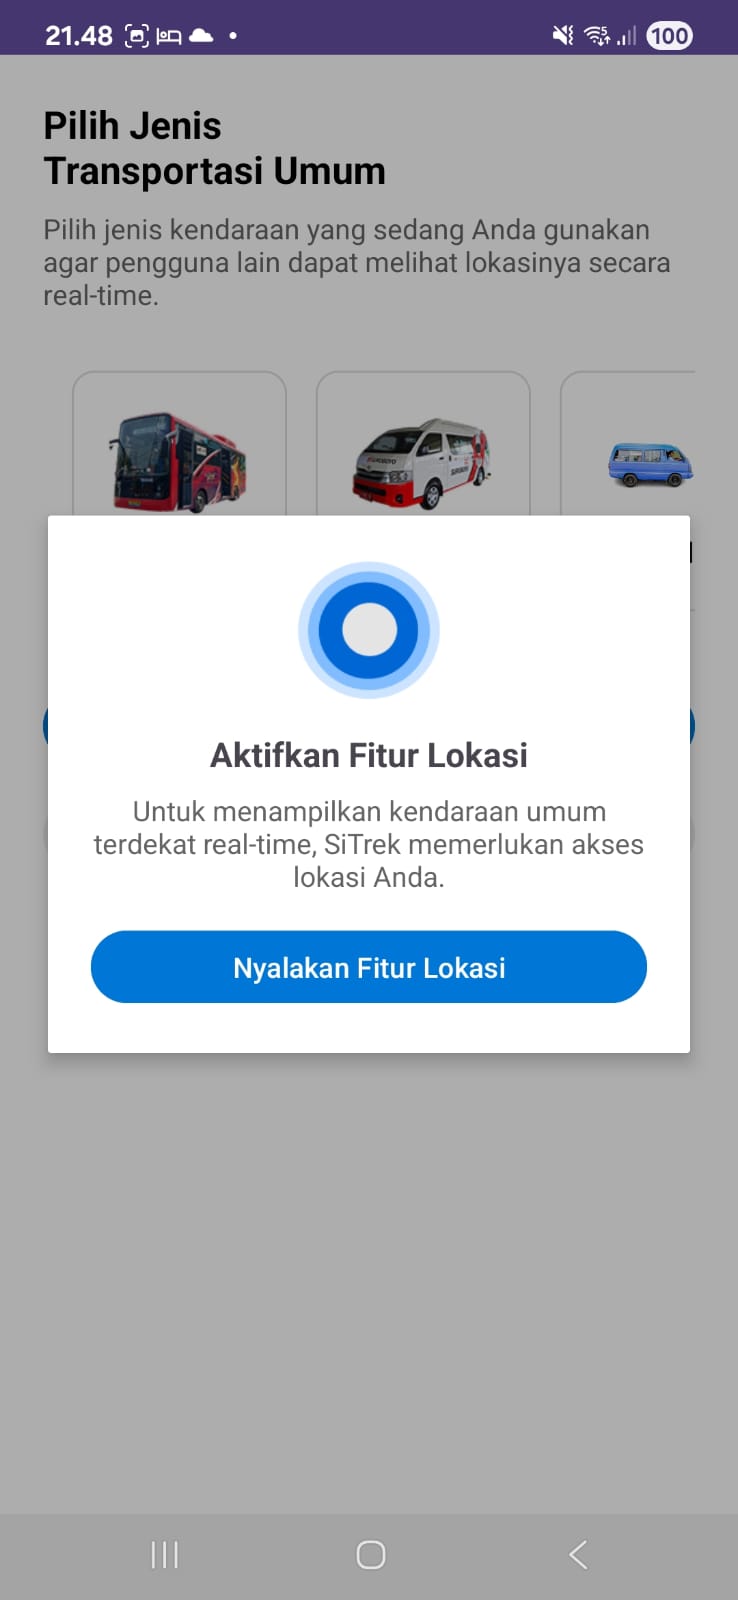 21.48
100
Pilih Jenis
Transportasi Umum
Pilih jenis kendaraan yang sedang Anda gunakan
agar pengguna lain dapat melihat lokasinya secara
real-time.
Aktifkan Fitur Lokasi
Untuk menampilkan kendaraan umum
terdekat real-time, SiTrek memerlukan akses
lokasi Anda.
Nyalakan Fitur Lokasi